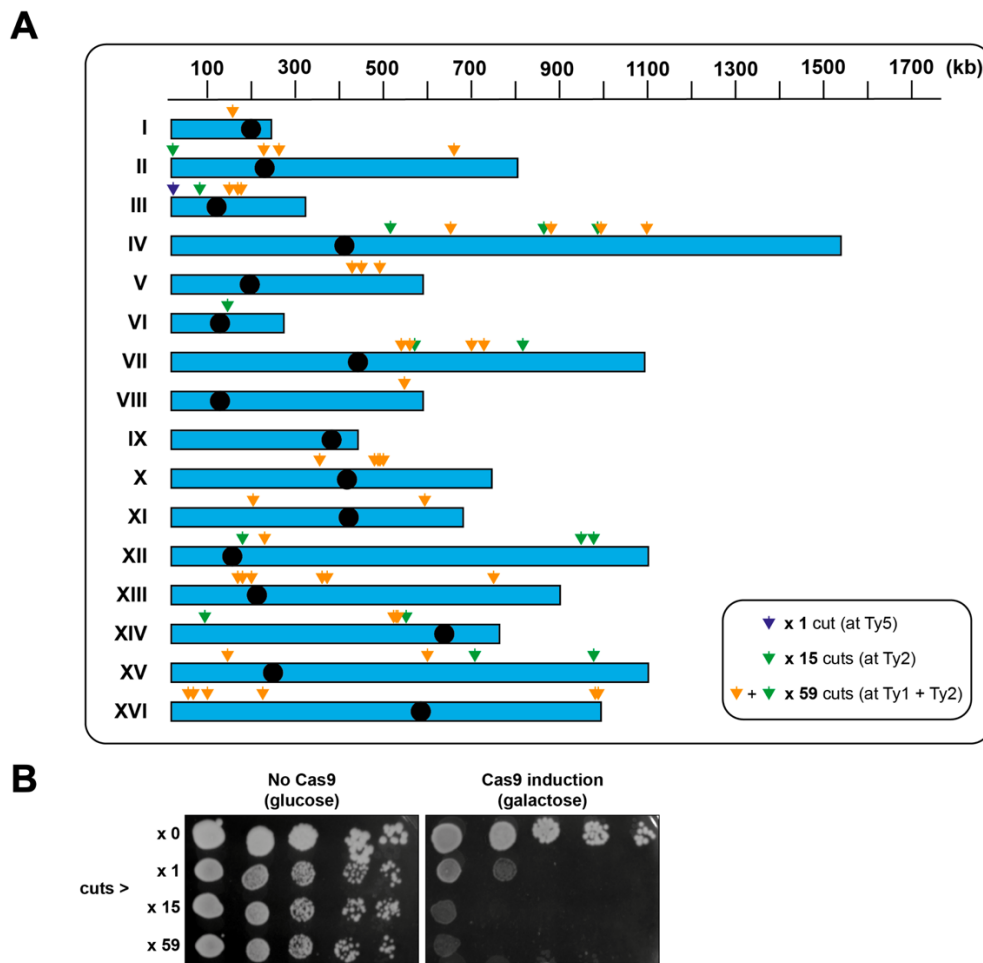 A
100 300 500 700 900 1100 1300 1500 1700 (kb)
I
II
III
IV
V
VI
VII
VIII
IX
X
XI
XII
XIII
XIV
XV
XVI
x 1 cut (at Ty5)
x 15 cuts (at Ty2)
+ x 59 cuts (at Ty1 + Ty2)
B
No Cas9 Cas9 induction
(glucose) (galactose)
x 0
x 1
cuts >
x 15
x 59